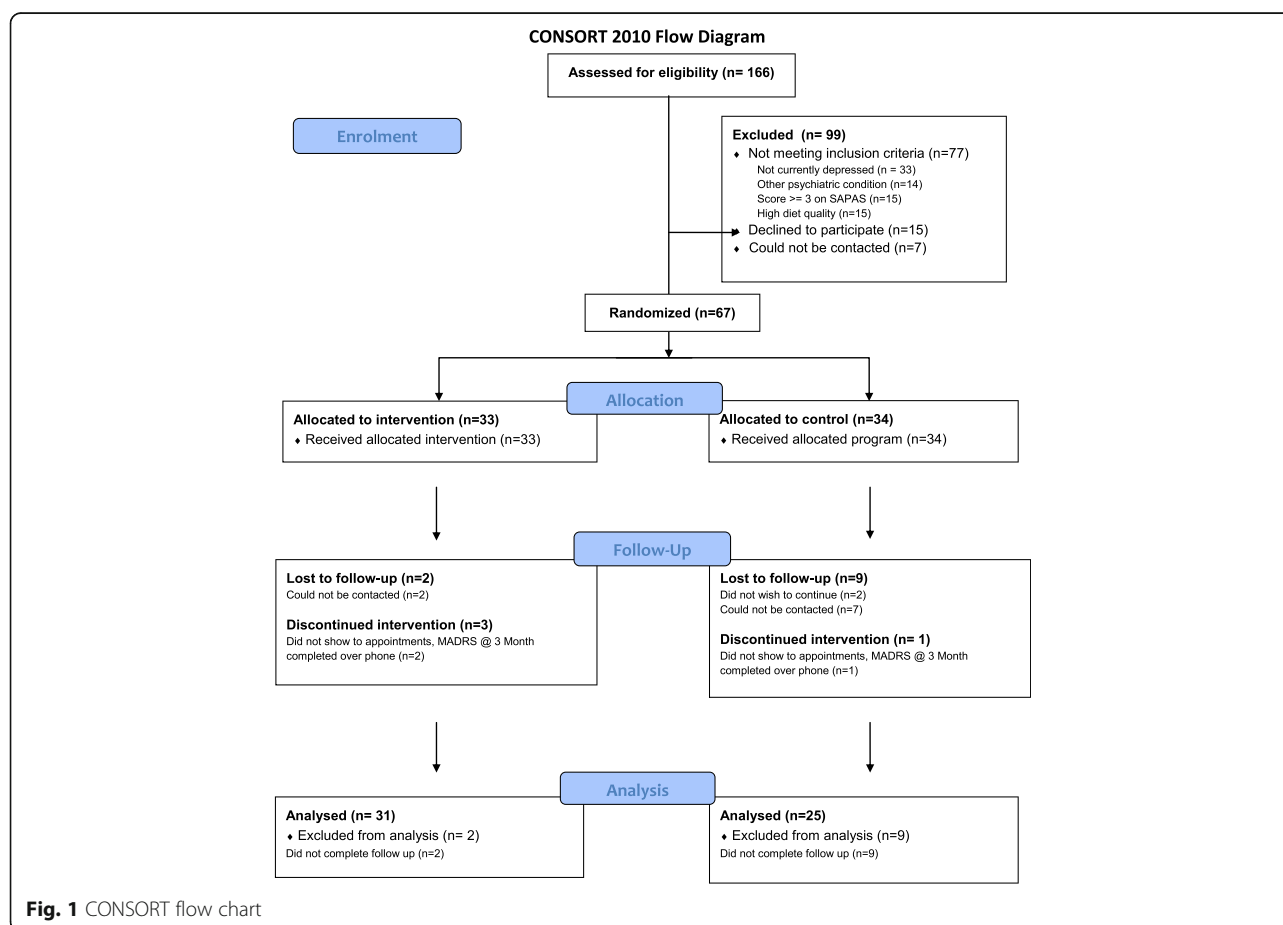 CONSORT 2010 Flow Diagram
Assessed for eligibility (n= 166)
Enrolment
Excluded (n= 99)
♦ Not meeting inclusion criteria (n=77)
Not currently depressed (n = 33)
Other psychiatric condition (n=14)
Score >= 3 on SAPAS (n=15)
High diet quality (n=15)
♦ Declined to participate (n=15)
♦ Could not be contacted (n=7)
Randomized (n=67)
Allocation
Allocated to intervention (n=33)
♦ Received allocated intervention (n=33)
Allocated to control (n=34)
♦ Received allocated program (n=34)
Follow-Up
Lost to follow-up (n=2)
Could not be contacted (n=2)
Discontinued intervention (n=3)
Did not show to appointments, MADRS @ 3 Month
completed over phone (n=2)
Lost to follow-up (n=9)
Did not wish to continue (n=2)
Could not be contacted (n=7)
Discontinued intervention (n= 1)
Did not show to appointments, MADRS @ 3 Month
completed over phone (n=1)
Analysis
Analysed (n= 31)
♦ Excluded from analysis (n= 2)
Did not complete follow up (n=2)
Analysed (n=25)
♦ Excluded from analysis (n=9)
Did not complete follow up (n=9)
Fig. 1 CONSORT flow chart